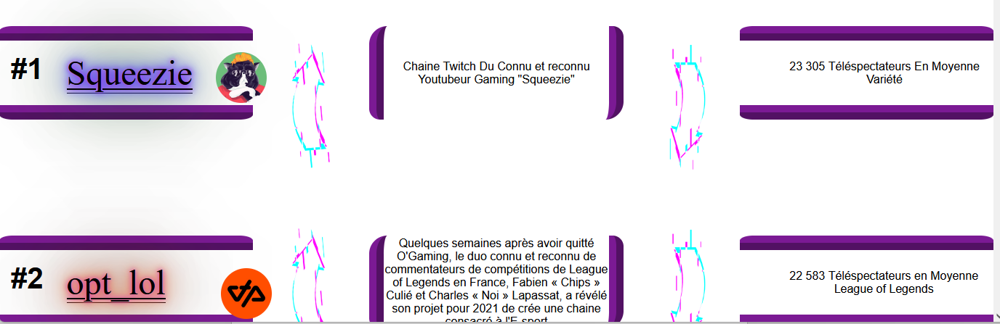 #1
Squeezie
Chaine Twitch Du Connu et reconnu
Youtubeur Gaming "Squeezie"
23 305 Téléspectateurs En Moyenne
Variété
#2
opt_lol
Quelques semaines après avoir quitté
O'Gaming, le duo connu et reconnu de
commentateurs de compétitions de League
of Legends en France, Fabien « Chips »
Culié et Charles « Noi » Lapassat, a révélé
son projet pour 2021 de crée une chaine
consacré à l'E-sport
22 583 Téléspectateurs en Moyenne
League of Legends